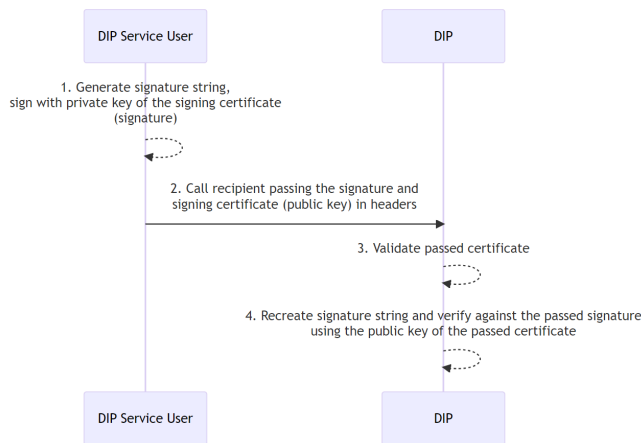 DIP Service User
DIP
1. Generate signature string,
sign with private key of the signing certificate
(signature)
2. Call recipient passing the signature and
signing certificate (public key) in headers
3. Validate passed certificate
4. Recreate signature string and verify against the passed signature
using the public key of the passed certificate
DIP Service User
DIP